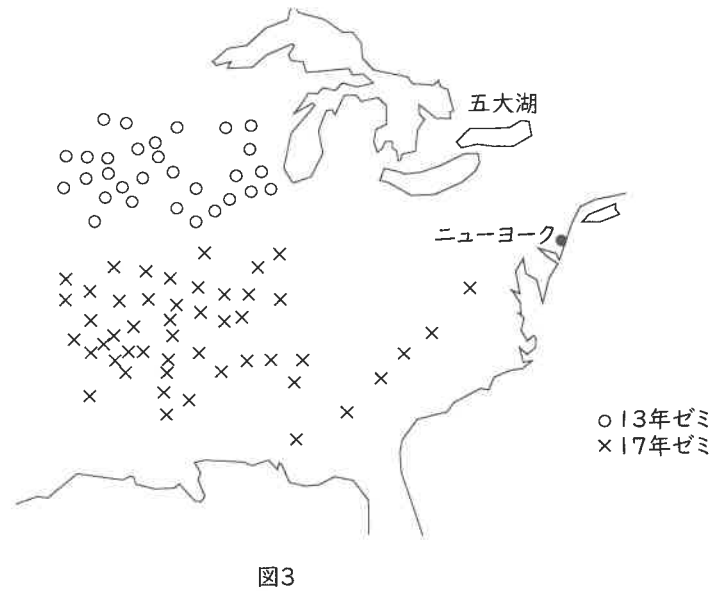 五大湖
ニューヨーク
○13年ゼミ
×17年ゼミ
図3